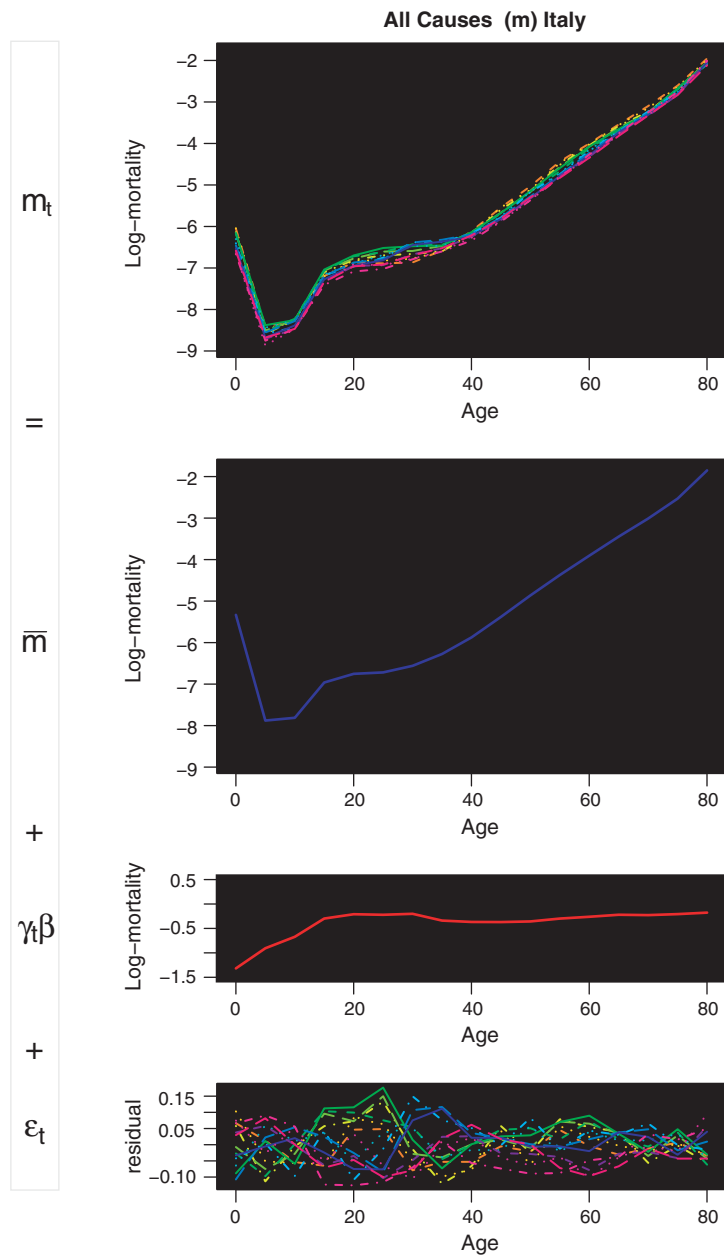 All Causes (m) Italy
m_t
Log−mortality
−2
−3
−4
−5
−6
−7
−8
−9
0 20 40 60 80
Age
=
m̅
Log−mortality
−2
−3
−4
−5
−6
−7
−8
−9
0 20 40 60 80
Age
+
γ_tβ
Log−mortality
0.5
−0.5
−1.5
0 20 40 60 80
Age
+
ε_t
residual
0.15
0.05
−0.10
0 20 40 60 80
Age